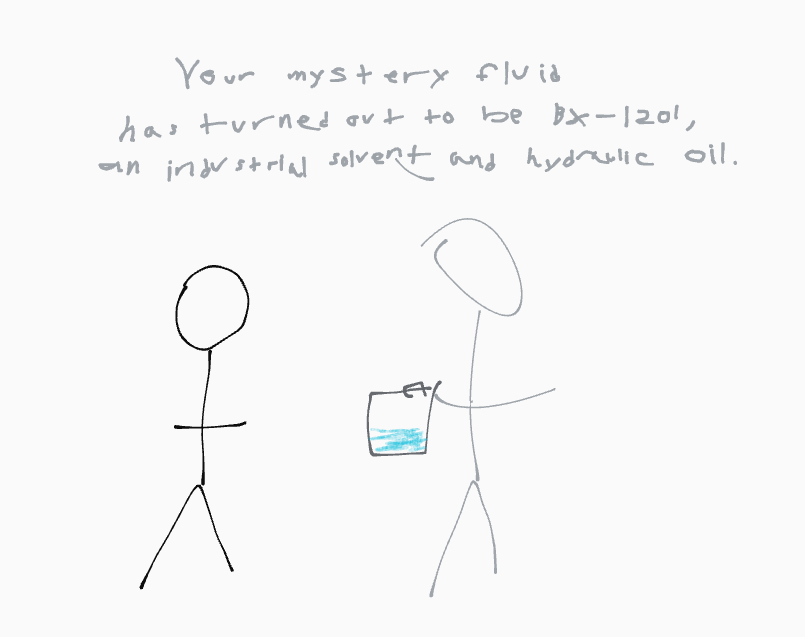 Your mystery fluid
has turned out to be BX-1201,
an industrial solvent and hydraulic oil.